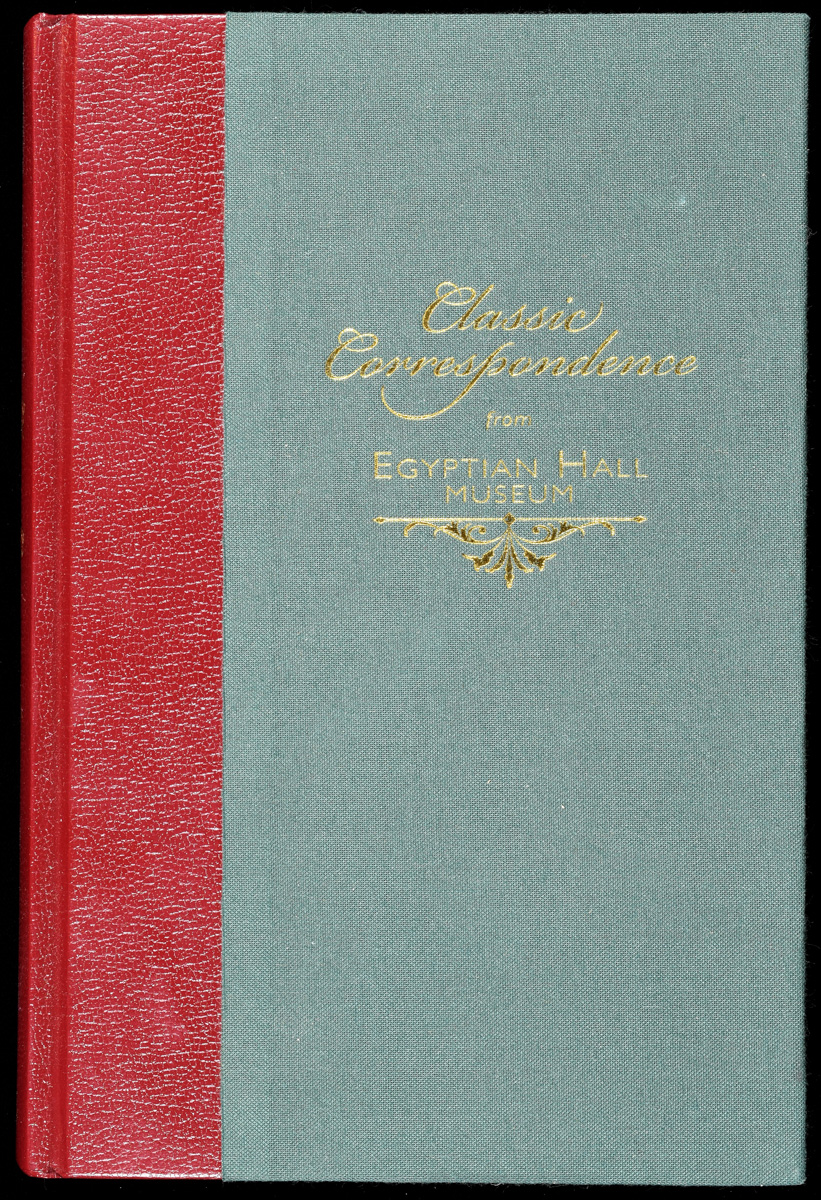 Classic
Correspondence
from
EGYPTIAN HALL
MUSEUM